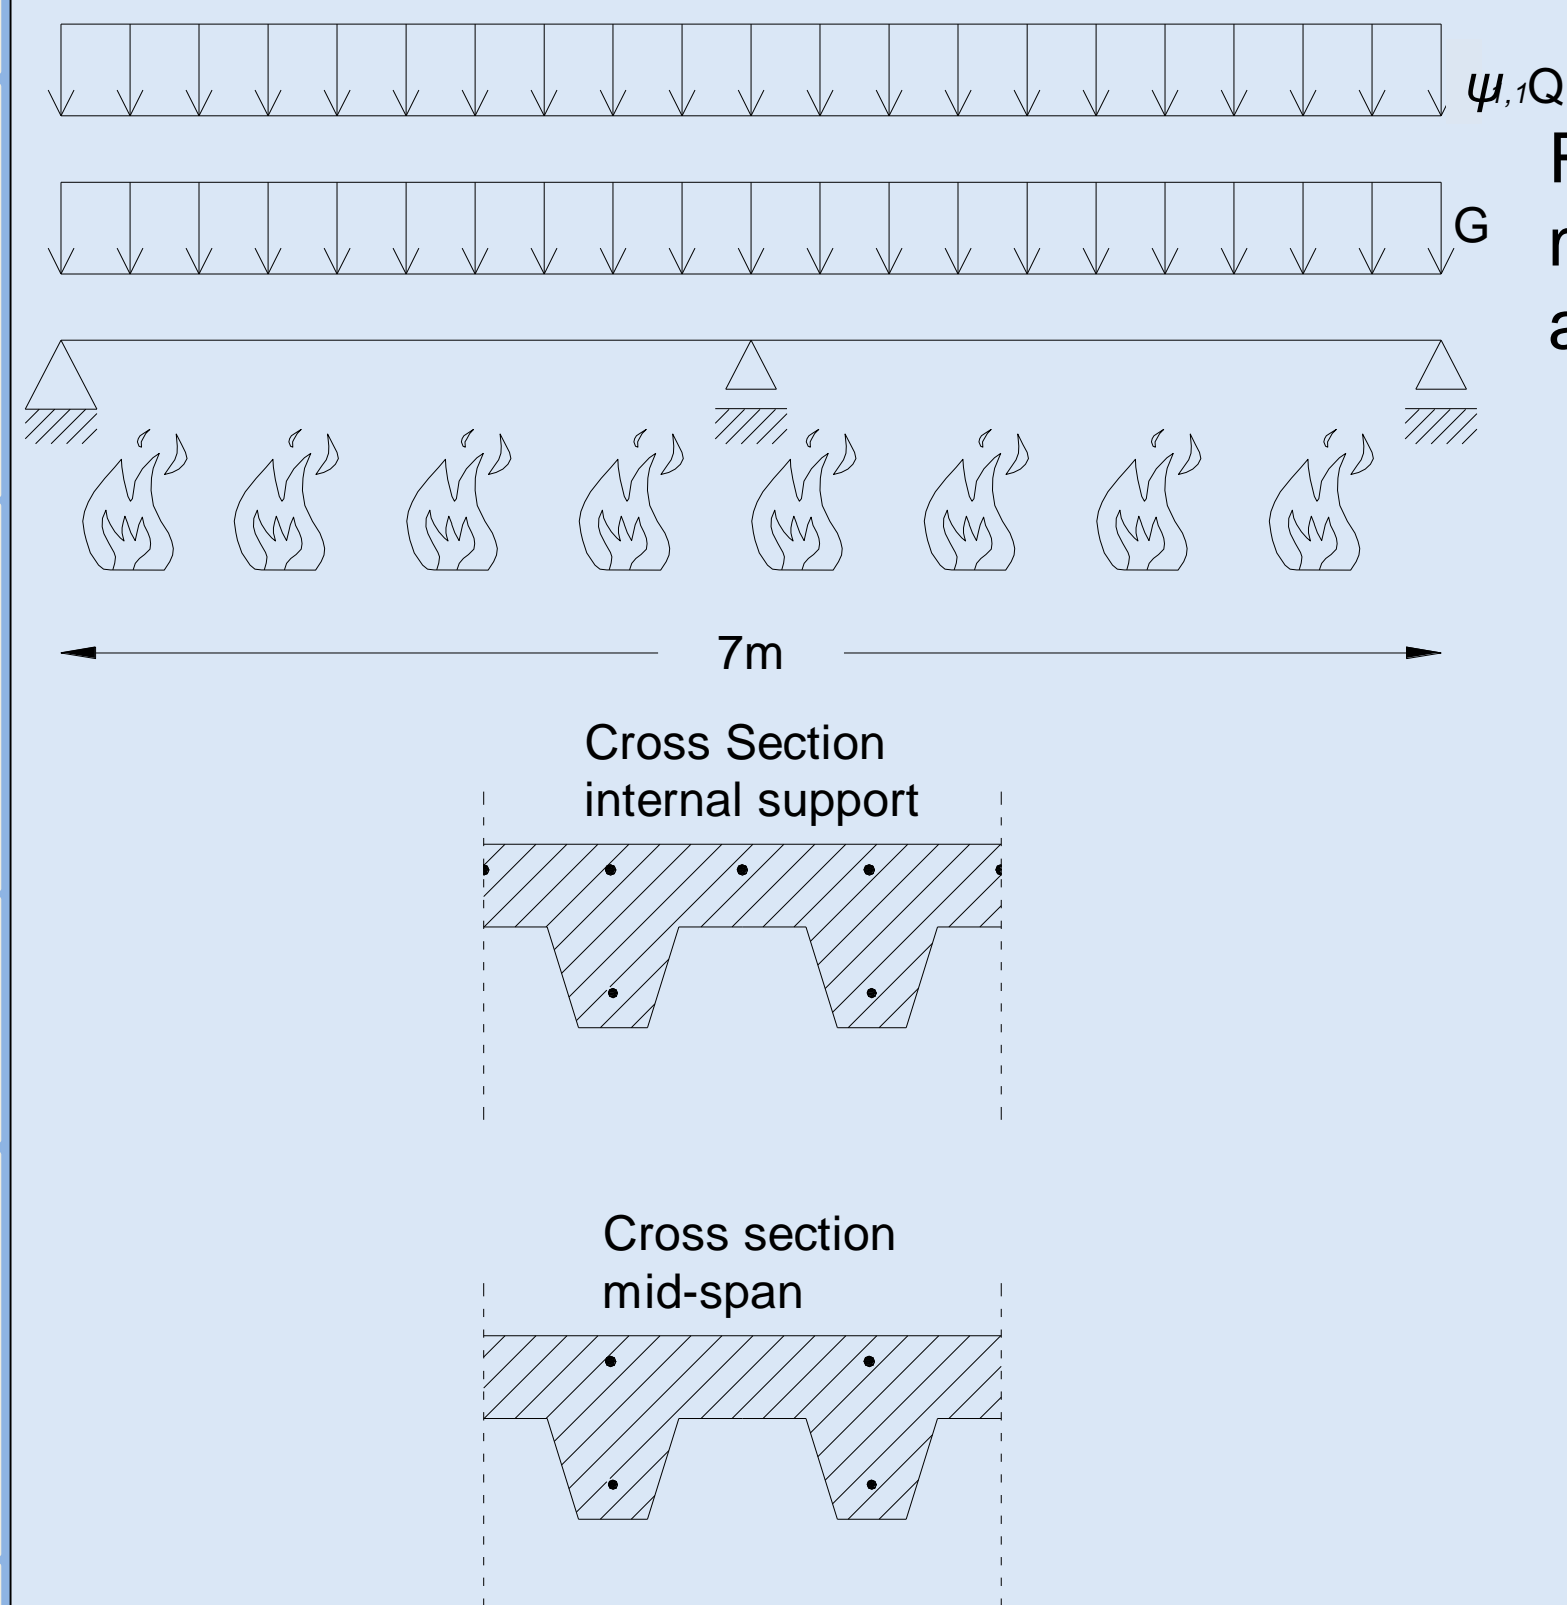 ψ1,1Q
G
7m
Cross Section
internal support
Cross section
mid-span